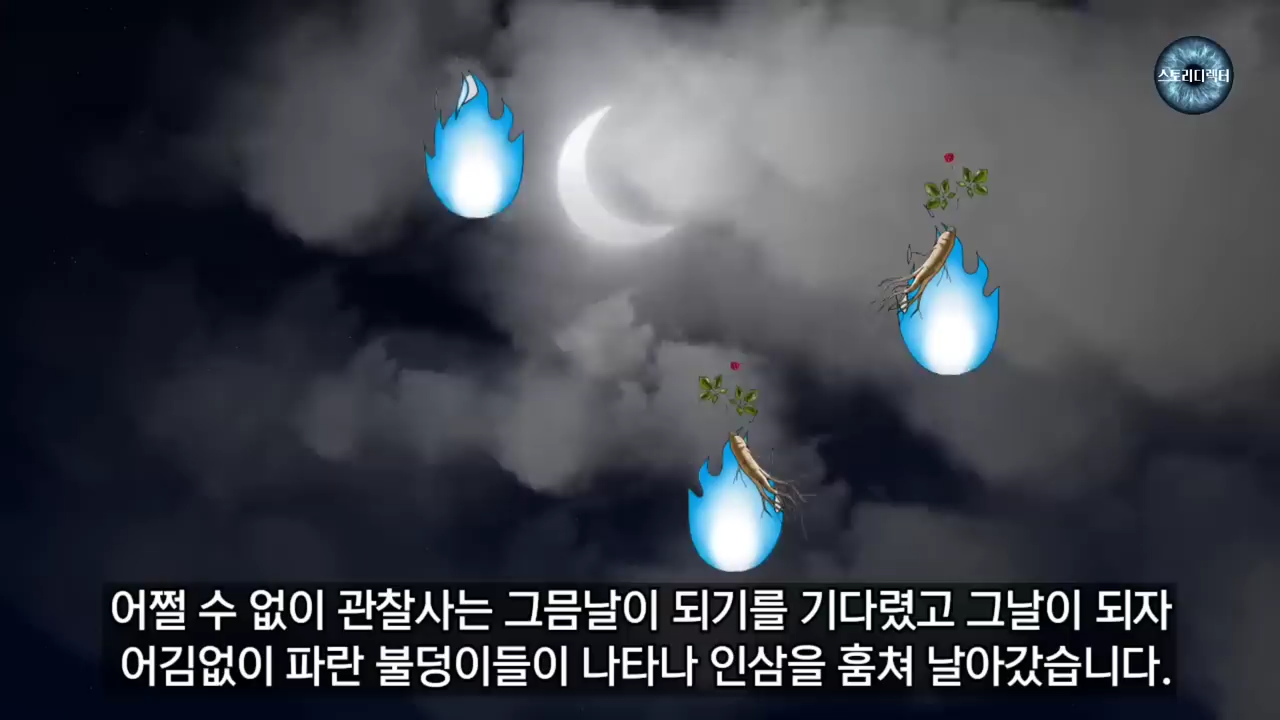 스토리디렉터
어쩔 수 없이 관찰사는 그믐날이 되기를 기다렸고 그날이 되자
어김없이 파란 불덩이들이 나타나 인삼을 훔쳐 날아갔습니다.